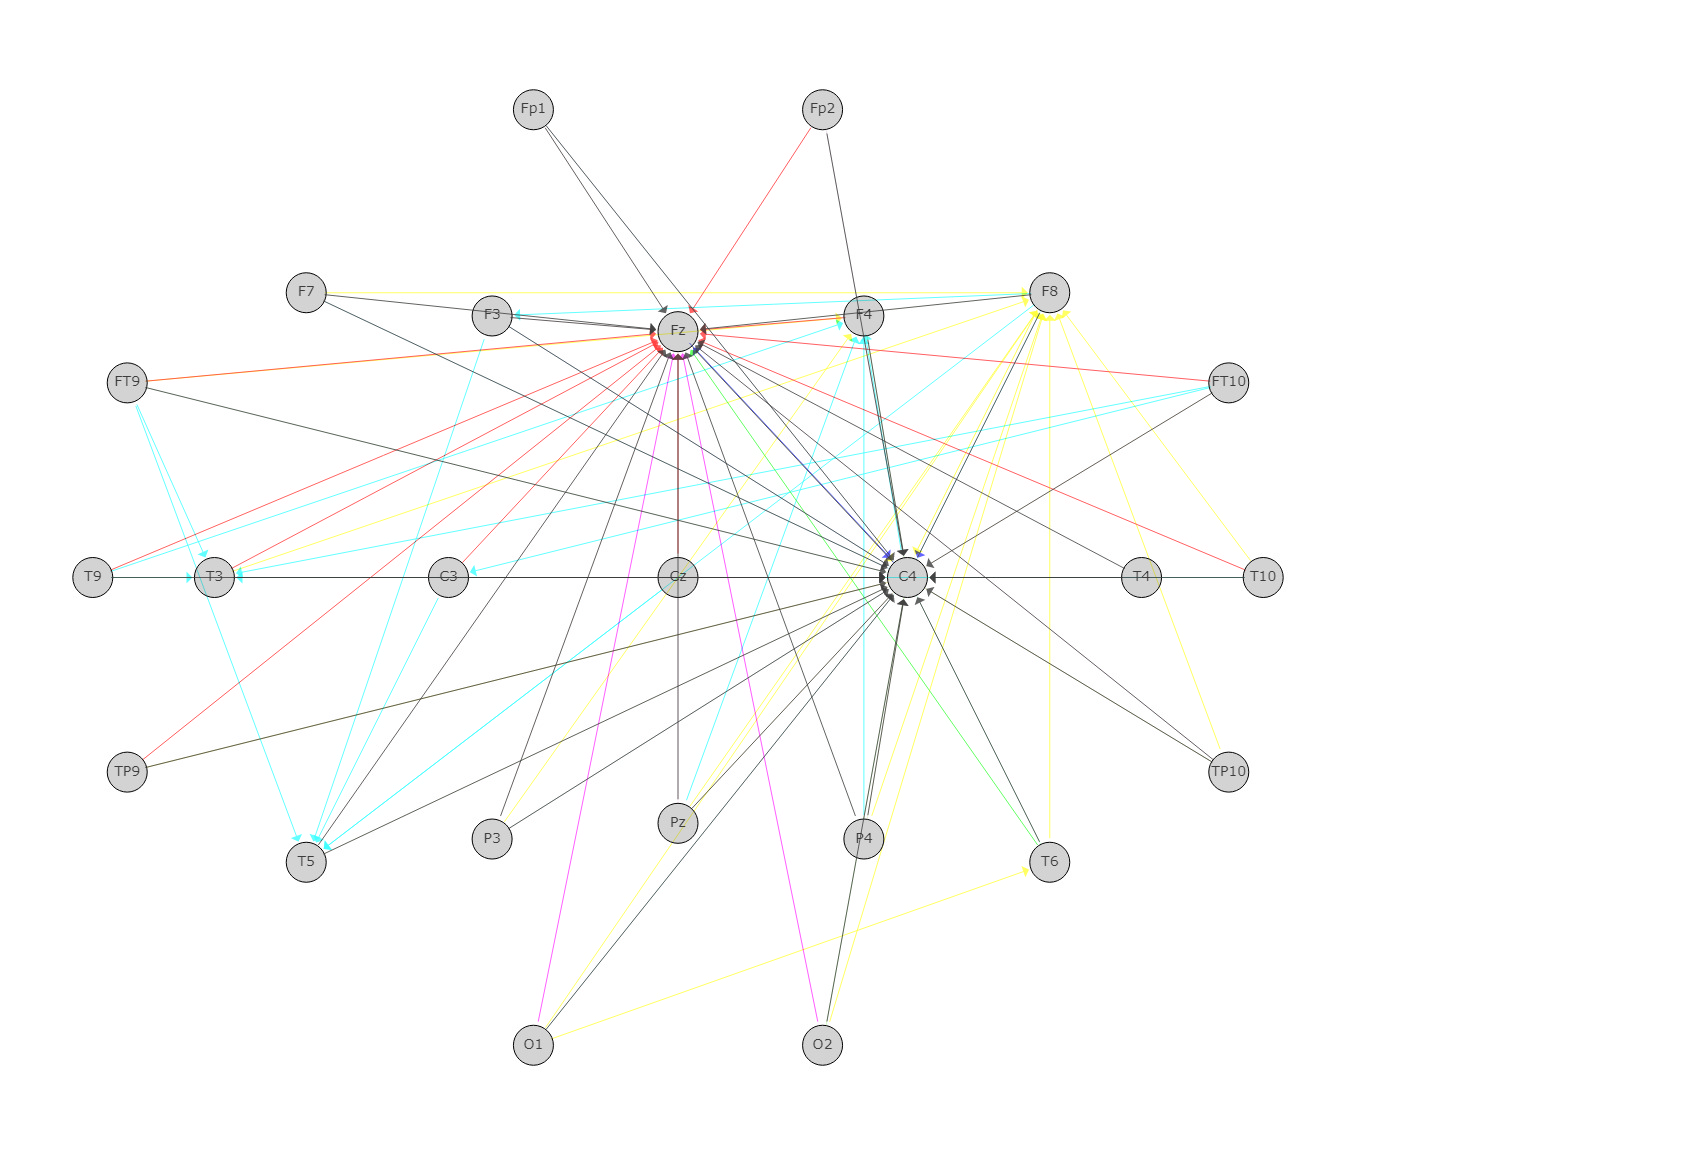 Fp1 Fp2
F7 F3 Fz F4 F8
FT9 FT10
T9 T3 C3 Cz C4 T4 T10
TP9 TP10
T5 P3 Pz P4 T6
O1 O2